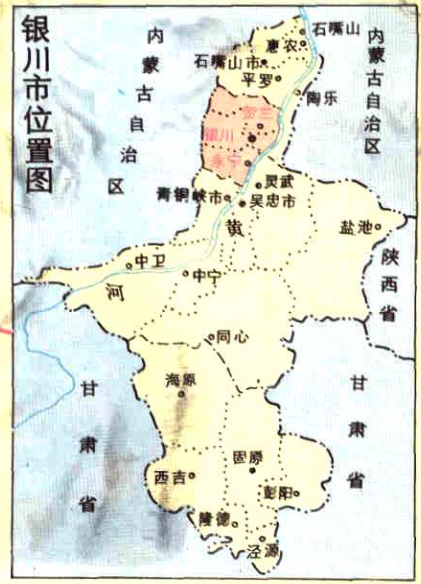 银川市位置图
内蒙古自治区
石嘴山
惠农
石嘴山市
平罗
内蒙古自治区
陶乐
贺兰
银川
永宁
灵武
青铜峡市
吴忠市
黄
盐池
陕西省
中卫
中宁
河
同心
海原
甘肃省
甘肃省
固原
西吉
彭阳
隆德
泾源